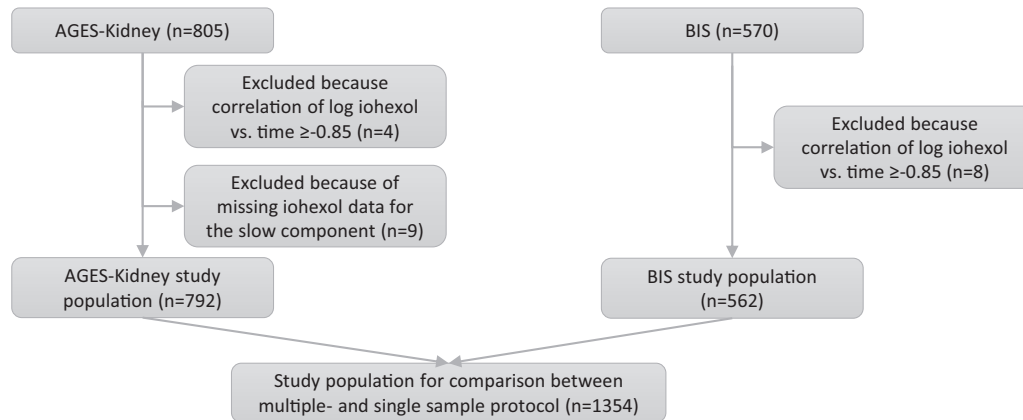 AGES-Kidney (n=805)
BIS (n=570)
Excluded because
correlation of log iohexol
vs. time ≥-0.85 (n=4)
Excluded because
correlation of log iohexol
vs. time ≥-0.85 (n=8)
Excluded because of
missing iohexol data for
the slow component (n=9)
AGES-Kidney study
population (n=792)
BIS study population
(n=562)
Study population for comparison between
multiple- and single sample protocol (n=1354)